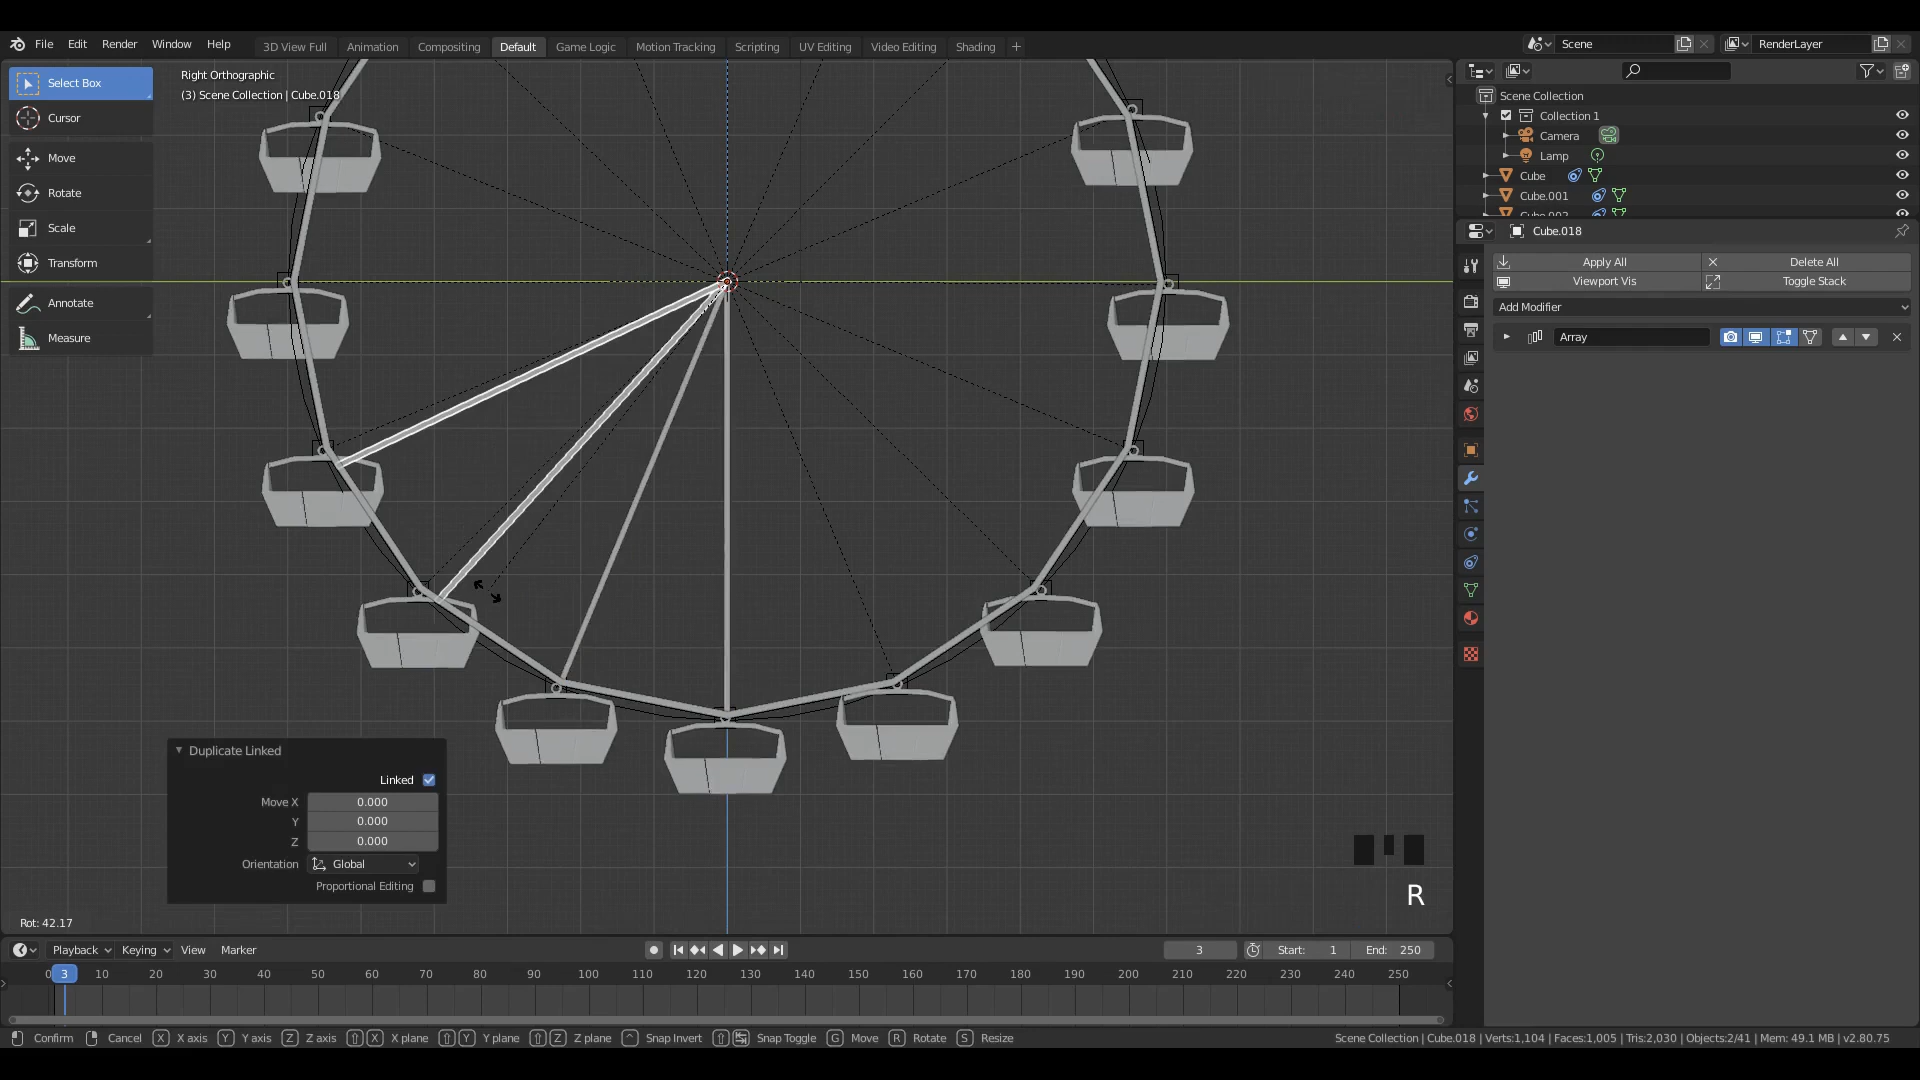 File Edit Render Window Help
3D View Full Animation Compositing Default Game Logic Motion Tracking Scripting UV Editing Video Editing Shading +
Scene
RenderLayer
Select Box
Cursor
Move
Rotate
Scale
Transform
Annotate
Measure
Right Orthographic
(3) Scene Collection | Cube.018
Scene Collection
Collection 1
Camera
Lamp
Cube
Cube.001
Cube.002
Cube.018
Apply All
Delete All
Viewport Vis
Toggle Stack
Add Modifier
Array
Duplicate Linked
Linked
Move X 0.000
Y 0.000
Z 0.000
Orientation Global
Proportional Editing
R
Rot: 42.17
Playback Keying View Marker
3 Start: 1 End: 250
0 3 10 20 30 40 50 60 70 80 90 100 110 120 130 140 150 160 170 180 190 200 210 220 230 240 250
Confirm Cancel X X axis Y Y axis Z Z axis X X plane Y Y plane Z Z plane ^ Snap Invert Snap Toggle G Move R Rotate S Resize
Scene Collection | Cube.018 | Verts:1,104 | Faces:1,005 | Tris:2,030 | Objects:2/41 | Mem: 49.1 MB | v2.80.75